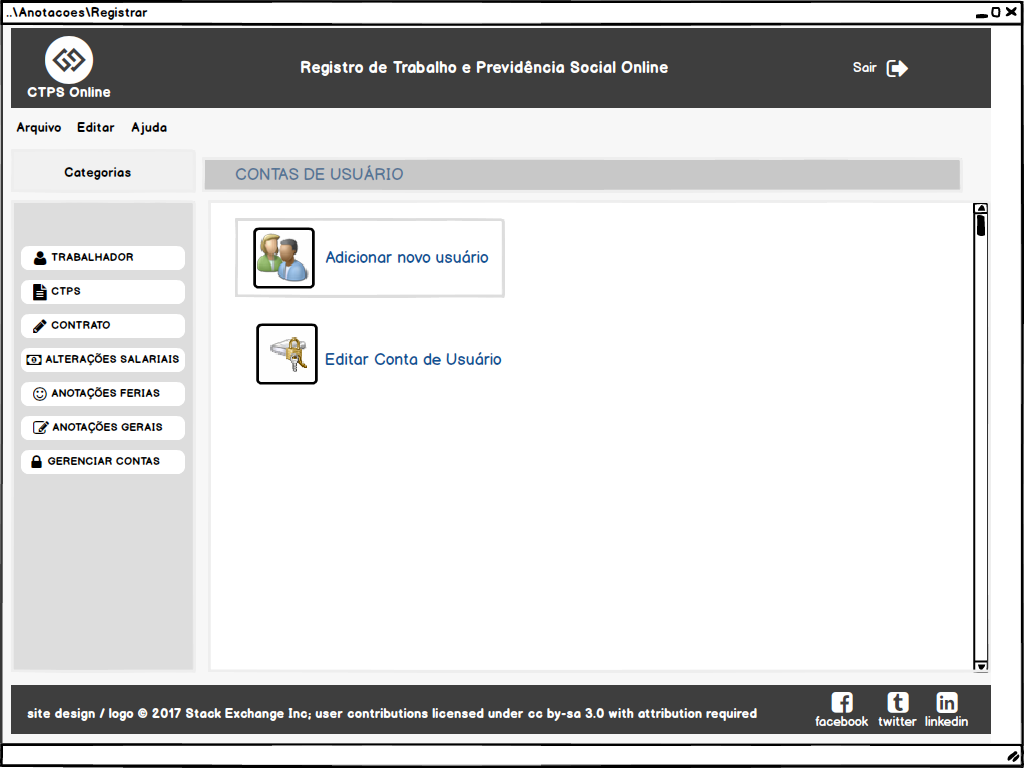 ..\Anotacoes\Registrar
CTPS Online
Registro de Trabalho e Previdência Social Online
Sair
Arquivo Editar Ajuda
Categorias
CONTAS DE USUÁRIO
TRABALHADOR
CTPS
CONTRATO
ALTERAÇÕES SALARIAIS
ANOTAÇÕES FERIAS
ANOTAÇÕES GERAIS
GERENCIAR CONTAS
Adicionar novo usuário
Editar Conta de Usuário
site design / logo © 2017 Stack Exchange Inc; user contributions licensed under cc by-sa 3.0 with attribution required
facebook twitter linkedin